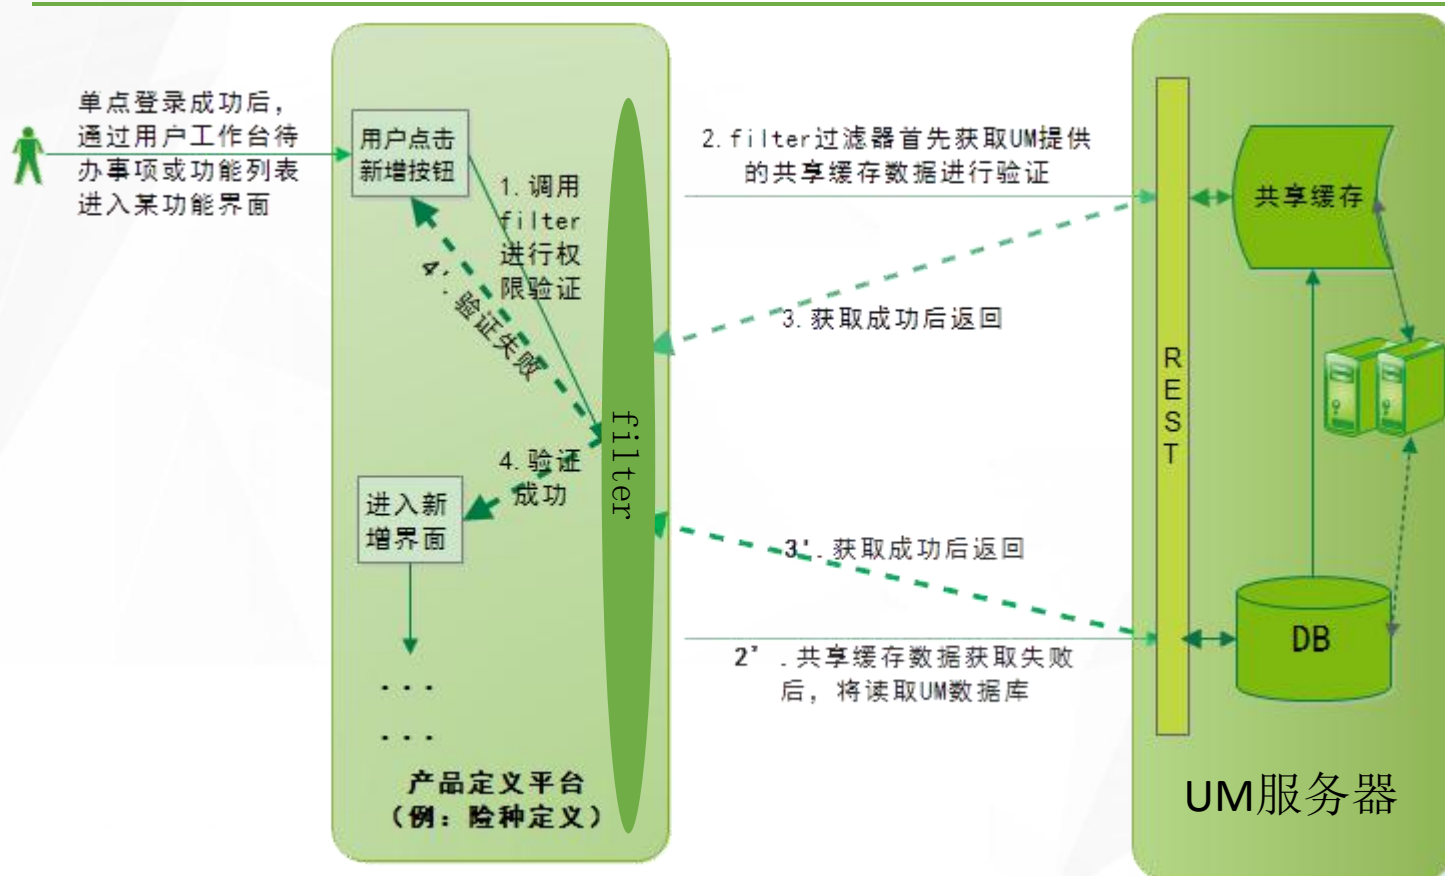 单点登录成功后，
通过用户工作台待
办事项或功能列表
进入某功能界面
用户点击
新增按钮
1.调用
filter
进行权
限验证
4'.验证失败
4.验证
成功
进入新
增界面
...
...
产品定义平台
（例：险种定义）
filter
2.filter过滤器首先获取UM提供
的共享缓存数据进行验证
3.获取成功后返回
3'.获取成功后返回
2'.共享缓存数据获取失败
后，将读取UM数据库
REST
共享缓存
DB
UM服务器